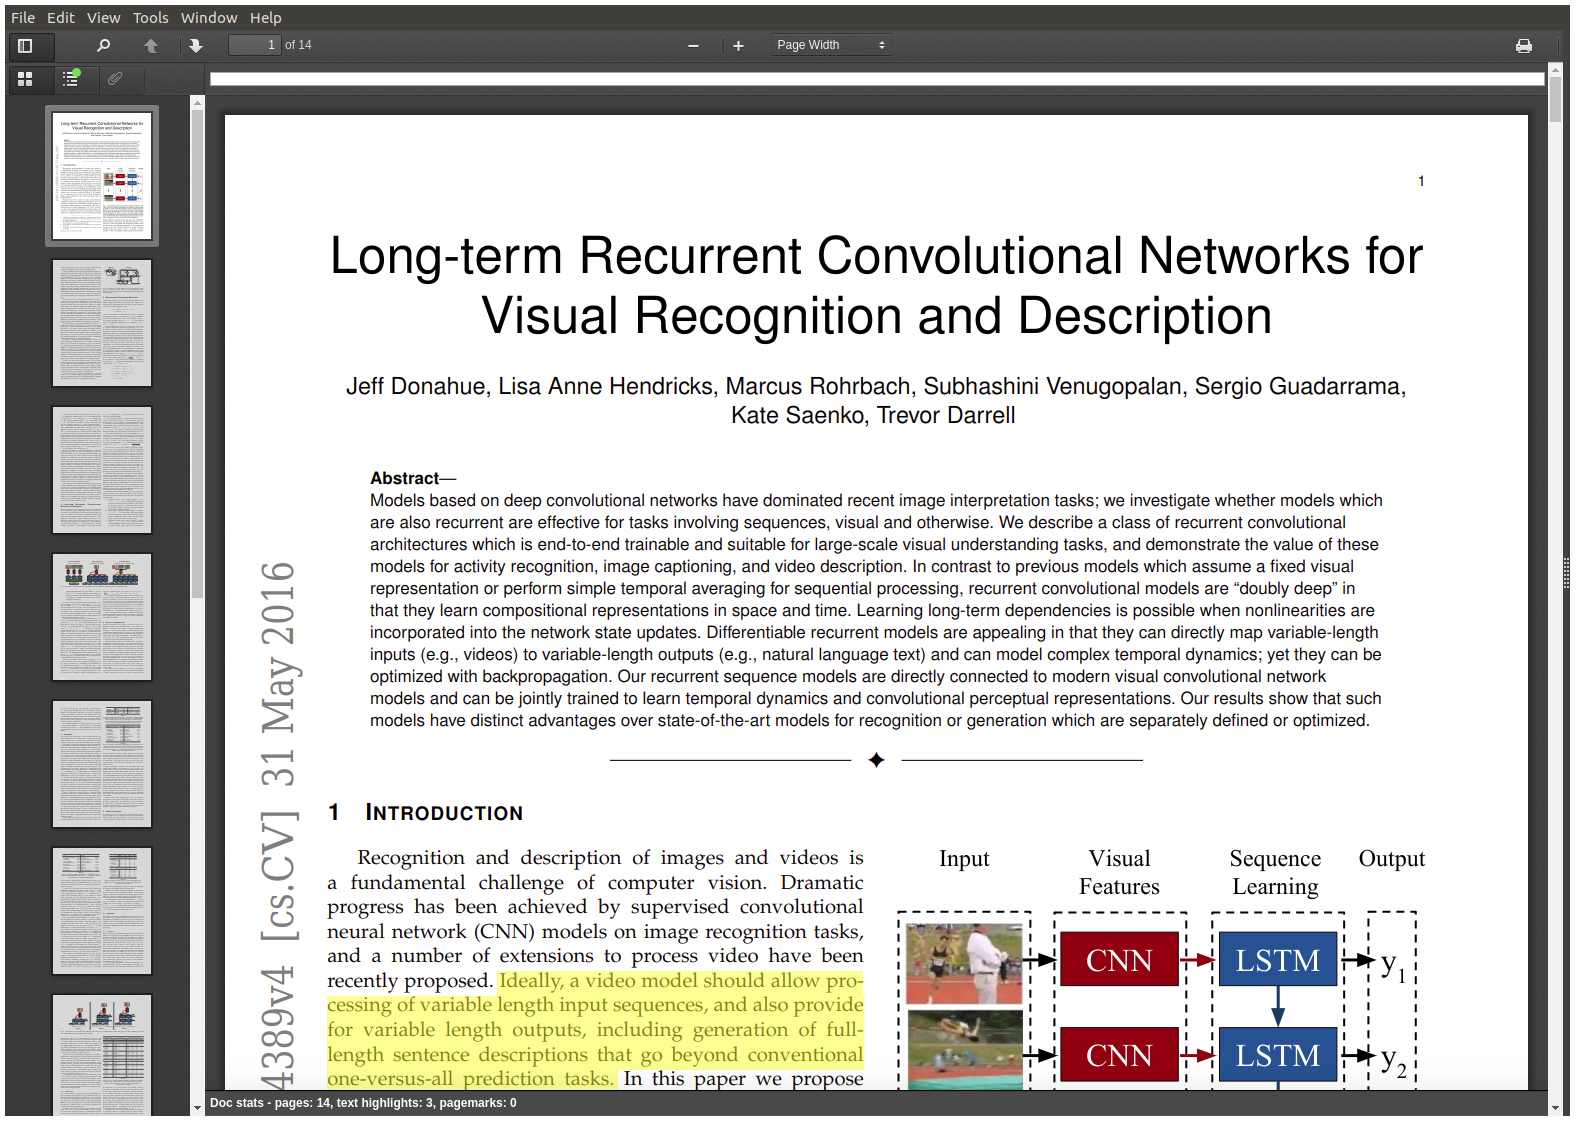 File Edit View Tools Window Help
1 of 14
Page Width
1
Long-term Recurrent Convolutional Networks for
Visual Recognition and Description
Jeff Donahue, Lisa Anne Hendricks, Marcus Rohrbach, Subhashini Venugopalan, Sergio Guadarrama,
Kate Saenko, Trevor Darrell
Abstract—
Models based on deep convolutional networks have dominated recent image interpretation tasks; we investigate whether models which
are also recurrent are effective for tasks involving sequences, visual and otherwise. We describe a class of recurrent convolutional
architectures which is end-to-end trainable and suitable for large-scale visual understanding tasks, and demonstrate the value of these
models for activity recognition, image captioning, and video description. In contrast to previous models which assume a fixed visual
representation or perform simple temporal averaging for sequential processing, recurrent convolutional models are “doubly deep” in
that they learn compositional representations in space and time. Learning long-term dependencies is possible when nonlinearities are
incorporated into the network state updates. Differentiable recurrent models are appealing in that they can directly map variable-length
inputs (e.g., videos) to variable-length outputs (e.g., natural language text) and can model complex temporal dynamics; yet they can be
optimized with backpropagation. Our recurrent sequence models are directly connected to modern visual convolutional network
models and can be jointly trained to learn temporal dynamics and convolutional perceptual representations. Our results show that such
models have distinct advantages over state-of-the-art models for recognition or generation which are separately defined or optimized.
4389v4 [cs.CV] 31 May 2016
1 INTRODUCTION
Recognition and description of images and videos is
a fundamental challenge of computer vision. Dramatic
progress has been achieved by supervised convolutional
neural network (CNN) models on image recognition tasks,
and a number of extensions to process video have been
recently proposed. Ideally, a video model should allow pro-
cessing of variable length input sequences, and also provide
for variable length outputs, including generation of full-
length sentence descriptions that go beyond conventional
one-versus-all prediction tasks. In this paper we propose
Input Visual Features Sequence Learning Output
CNN LSTM y1
CNN LSTM y2
Doc stats - pages: 14, text highlights: 3, pagemarks: 0